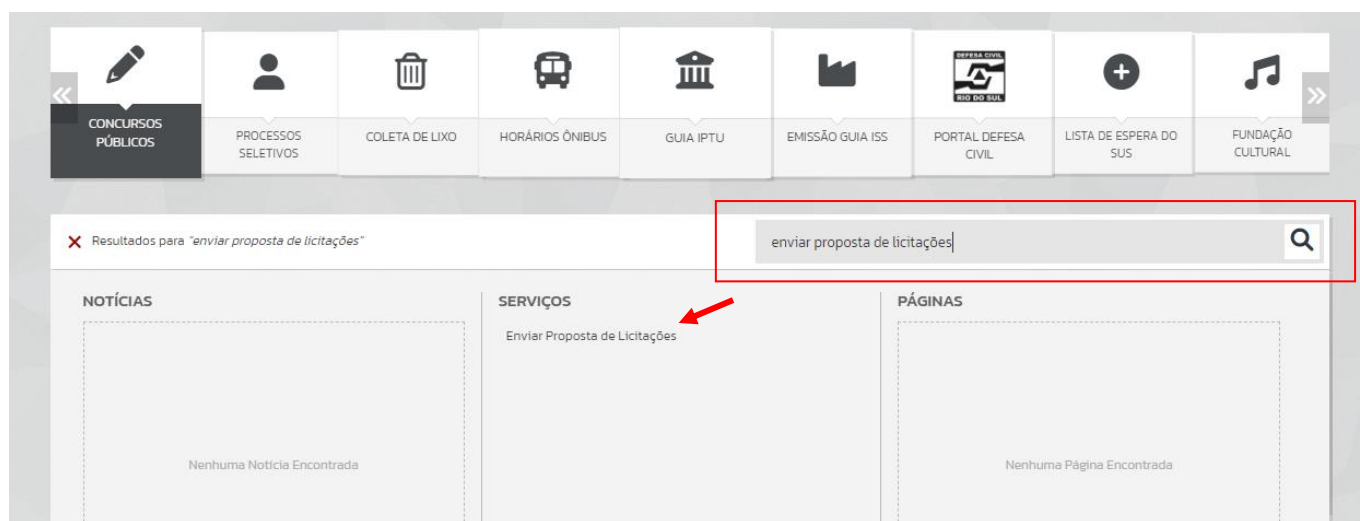 CONCURSOS
PÚBLICOS
PROCESSOS
SELETIVOS
COLETA DE LIXO
HORÁRIOS ÔNIBUS
GUIA IPTU
EMISSÃO GUIA ISS
DEFESA CIVIL
RIO DO SUL
PORTAL DEFESA
CIVIL
LISTA DE ESPERA DO
SUS
FUNDAÇÃO
CULTURAL
Resultados para "enviar proposta de licitações"
enviar proposta de licitações
NOTÍCIAS
Nenhuma Notícia Encontrada
SERVIÇOS
Enviar Proposta de Licitações
PÁGINAS
Nenhuma Página Encontrada